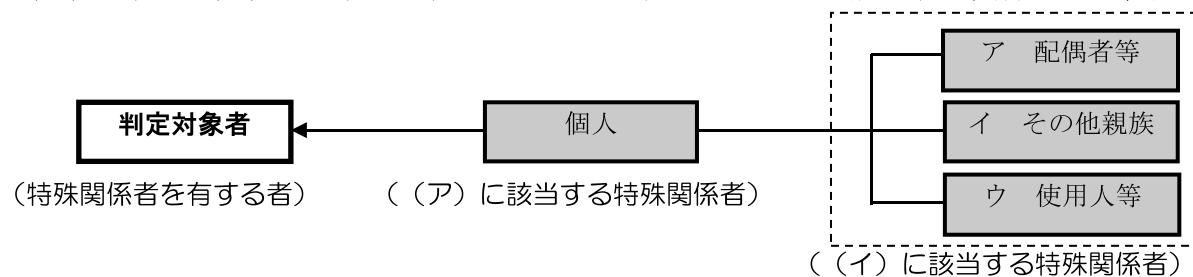 ア　配偶者等
判定対象者
個人
イ　その他親族
（特殊関係者を有する者）
（（ア）に該当する特殊関係者）
ウ　使用人等
（（イ）に該当する特殊関係者）